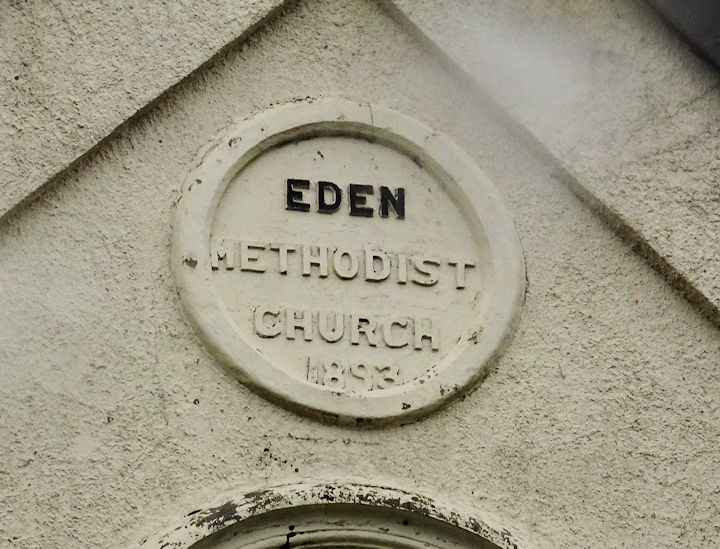 EDEN
METHODIST
CHURCH
1893